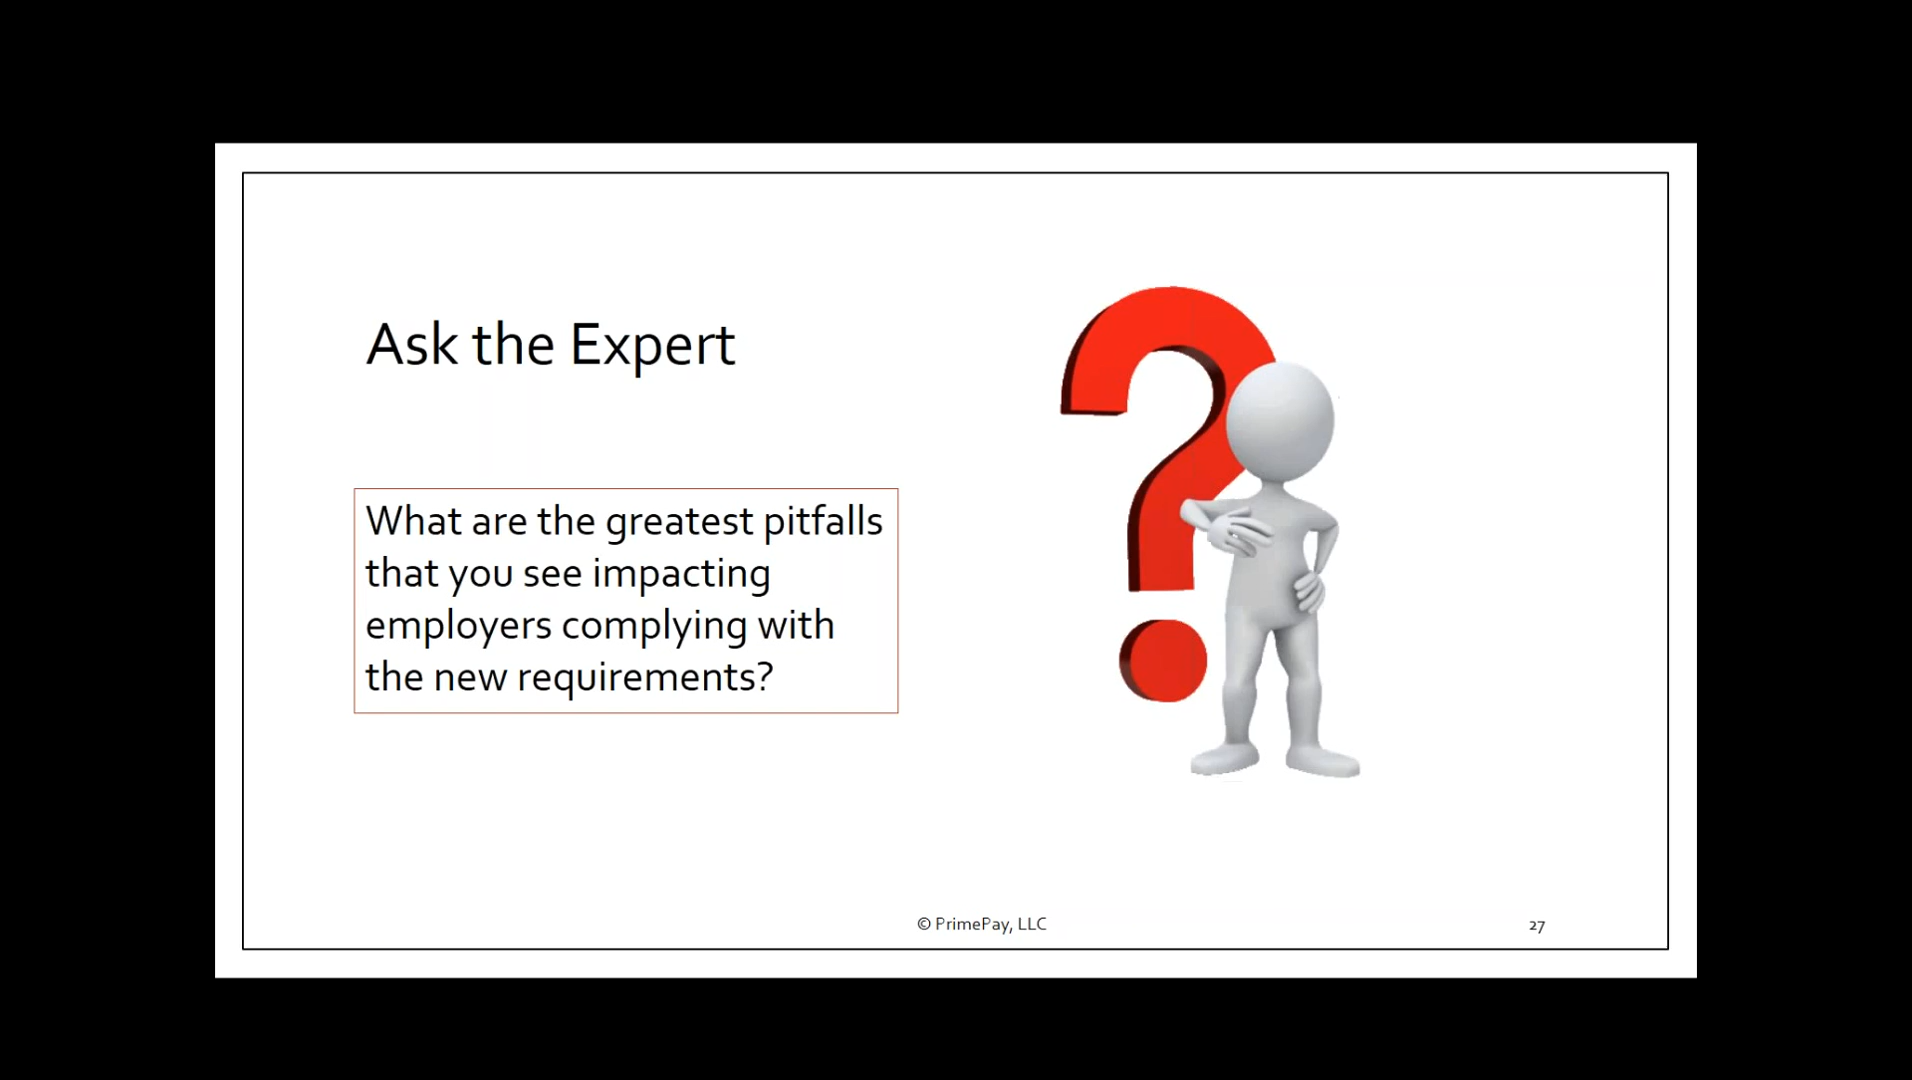 Ask the Expert
What are the greatest pitfalls
that you see impacting
employers complying with
the new requirements?
© PrimePay, LLC
27